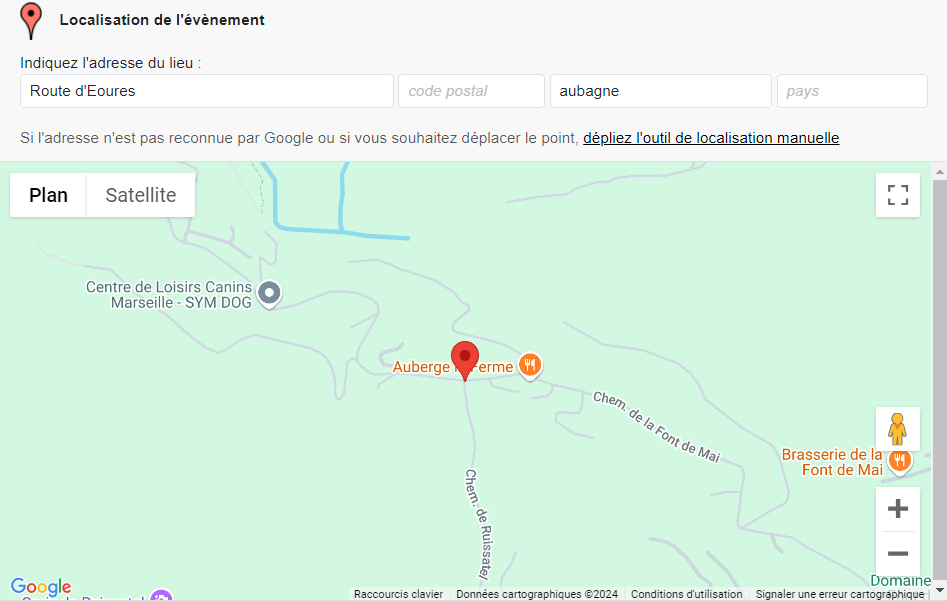 Localisation de l'évènement
Indiquez l'adresse du lieu :
Route d'Eoures
code postal
aubagne
pays
Si l'adresse n'est pas reconnue par Google ou si vous souhaitez déplacer le point, dépliez l'outil de localisation manuelle
Plan
Satellite
Centre de Loisirs Canins
Marseille - SYM DOG
Auberge Ferme
Chem. de la Font de Mai
Brasserie de la
Font de Mai
Chem. de Ruissatel
Domaine
Google
Raccourcis clavier
Données cartographiques ©2024
Conditions d'utilisation
Signaler une erreur cartographique